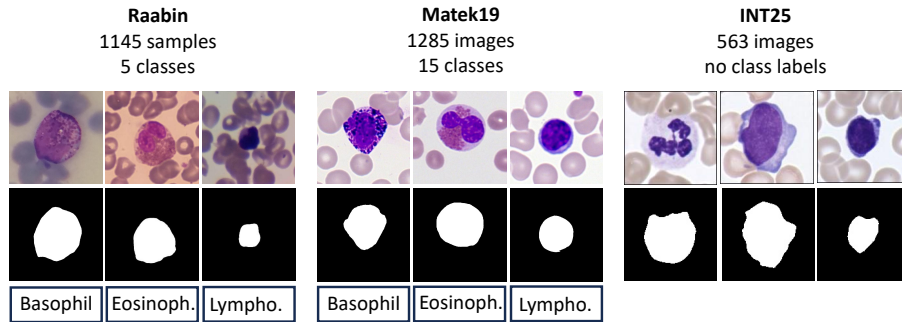 Raabin
1145 samples
5 classes
Matek19
1285 images
15 classes
INT25
563 images
no class labels
Basophil
Eosinoph.
Lympho.
Basophil
Eosinoph.
Lympho.